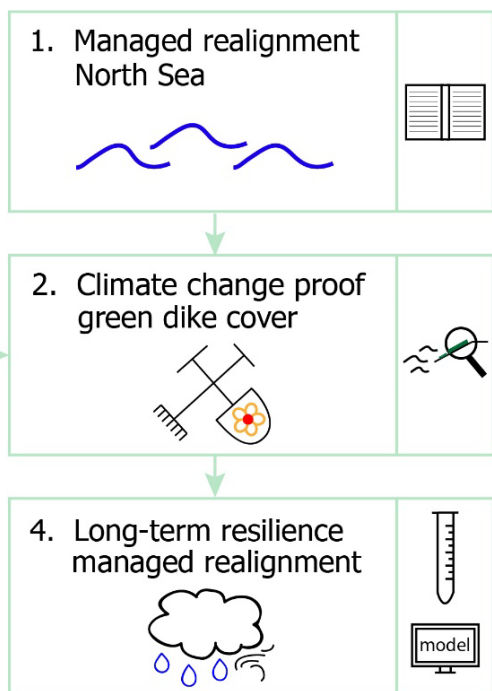 1. Managed realignment
North Sea
2. Climate change proof
green dike cover
4. Long-term resilience
managed realignment
model